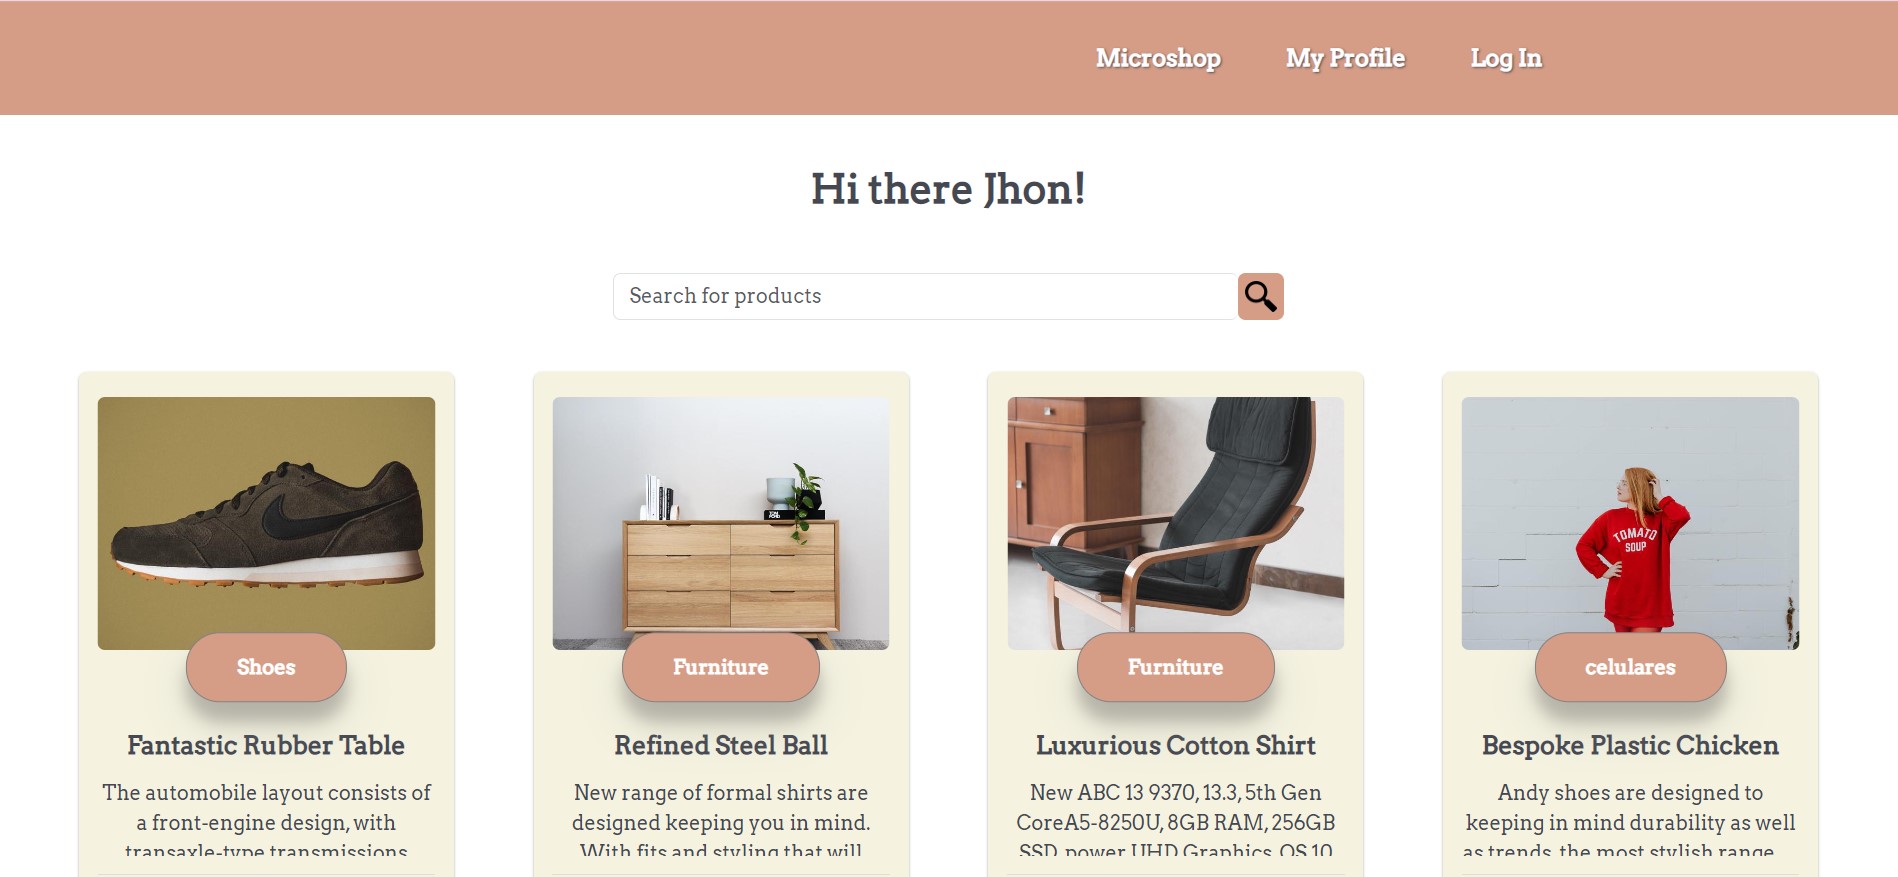 Microshop My Profile Log In
Hi there Jhon!
Search for products
TOM FORD
TOMATO
SOUP
Shoes
Furniture
Furniture
celulares
Fantastic Rubber Table
The automobile layout consists of
a front-engine design, with
transaxle-type transmissions
Refined Steel Ball
New range of formal shirts are
designed keeping you in mind.
With fits and styling that will
Luxurious Cotton Shirt
New ABC 13 9370, 13.3, 5th Gen
CoreA5-8250U, 8GB RAM, 256GB
SSD, power UHD Graphics, OS 10
Bespoke Plastic Chicken
Andy shoes are designed to
keeping in mind durability as well
as trends, the most stylish range